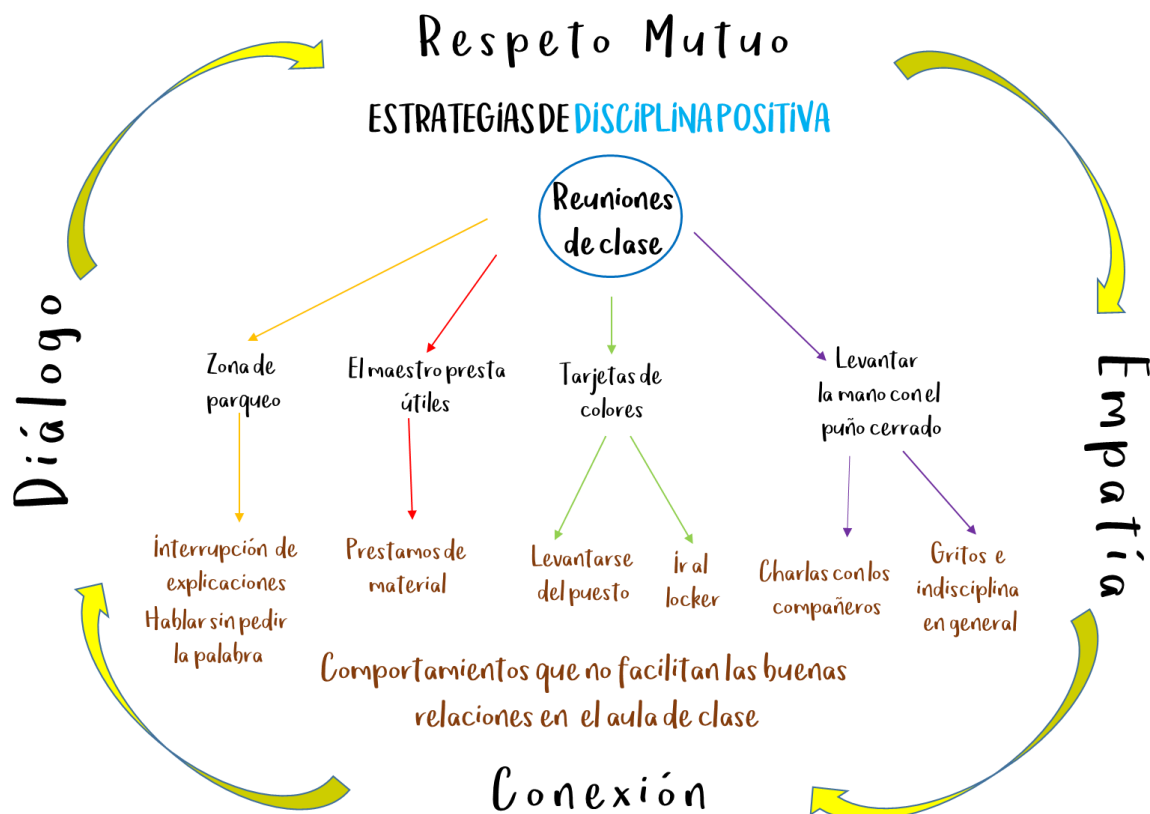 Respeto Mutuo
ESTRATEGIAS DE DISCIPLINA POSITIVA
Reuniones
de clase
Diálogo
Empatía
Zona de
parqueo
El maestro presta
útiles
Tarjetas de
colores
Levantar
la mano con el
puño cerrado
Interrupción de
explicaciones
Hablar sin pedir
la palabra
Prestamos de
material
Levantarse
del puesto
Ir al
locker
Charlas con los
compañeros
Gritos e
indisciplina
en general
Comportamientos que no facilitan las buenas
relaciones en el aula de clase
Conexión